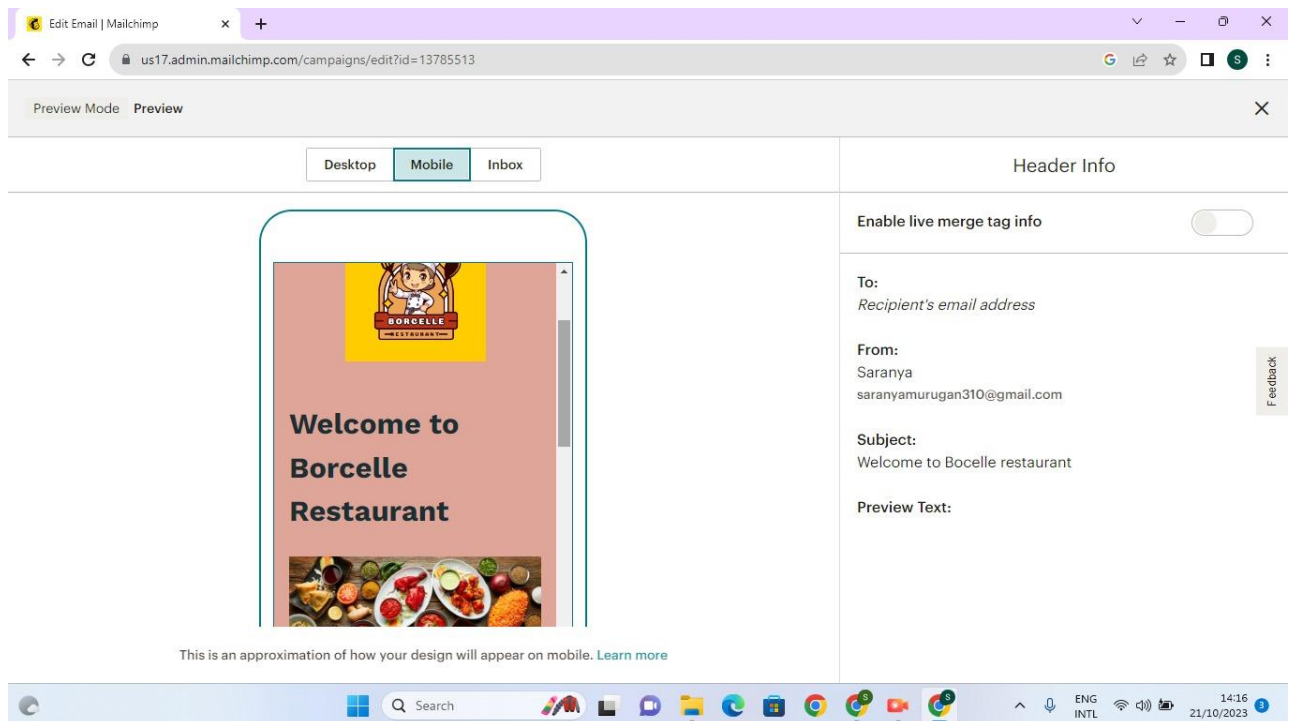 Edit Email | Mailchimp
us17.admin.mailchimp.com/campaigns/edit?id=13785513
S
Preview Mode Preview
Desktop Mobile Inbox
Header Info
Enable live merge tag info
BORCELLE
RESTAURANT
Welcome to
Borcelle
Restaurant
To:
Recipient's email address
From:
Saranya
saranyamurugan310@gmail.com
Subject:
Welcome to Bocelle restaurant
Preview Text:
Feedback
This is an approximation of how your design will appear on mobile. Learn more
Search
S
S
ENG
INTL
14:16
21/10/2023
3